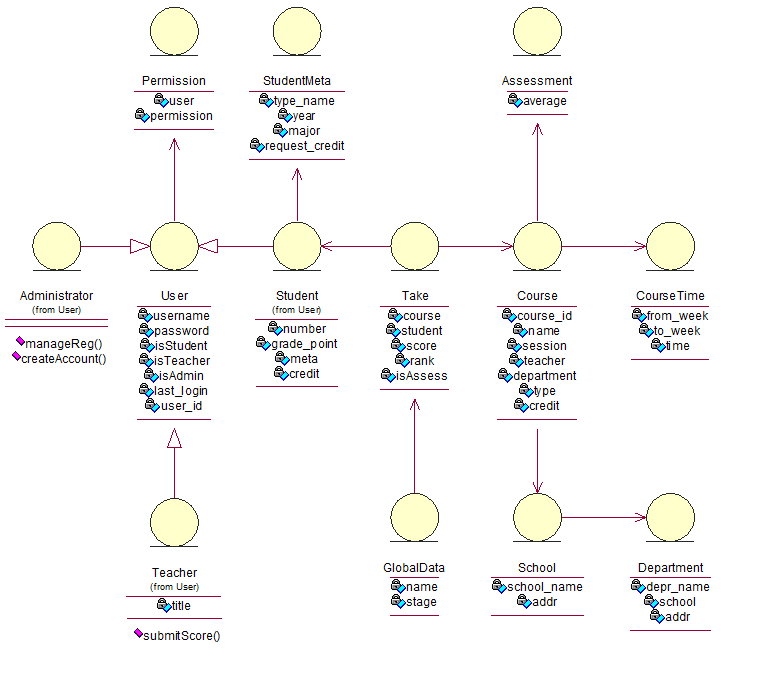 Permission
user
permission
StudentMeta
type_name
year
major
request_credit
Assessment
average
Administrator
(from User)
manageReg()
createAccount()
User
username
password
isStudent
isTeacher
isAdmin
last_login
user_id
Student
(from User)
number
grade_point
meta
credit
Take
course
student
score
rank
isAssess
Course
course_id
name
session
teacher
department
type
credit
CourseTime
from_week
to_week
time
Teacher
(from User)
title
submitScore()
GlobalData
name
stage
School
school_name
addr
Department
depr_name
school
addr